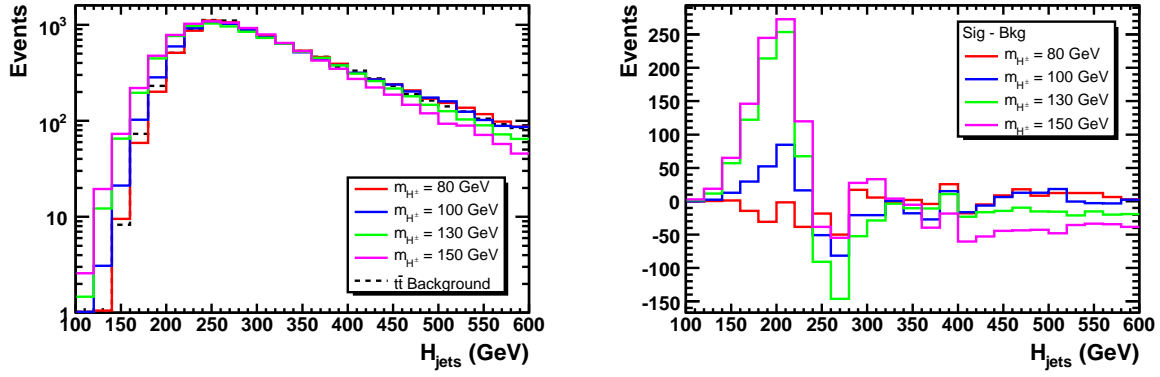 Events
10³
10²
10
1
100 150 200 250 300 350 400 450 500 550 600
H_jets (GeV)
m_H± = 80 GeV
m_H± = 100 GeV
m_H± = 130 GeV
m_H± = 150 GeV
tt̄ Background
Events
250
200
150
100
50
0
-50
-100
-150
100 150 200 250 300 350 400 450 500 550 600
H_jets (GeV)
Sig - Bkg
m_H± = 80 GeV
m_H± = 100 GeV
m_H± = 130 GeV
m_H± = 150 GeV